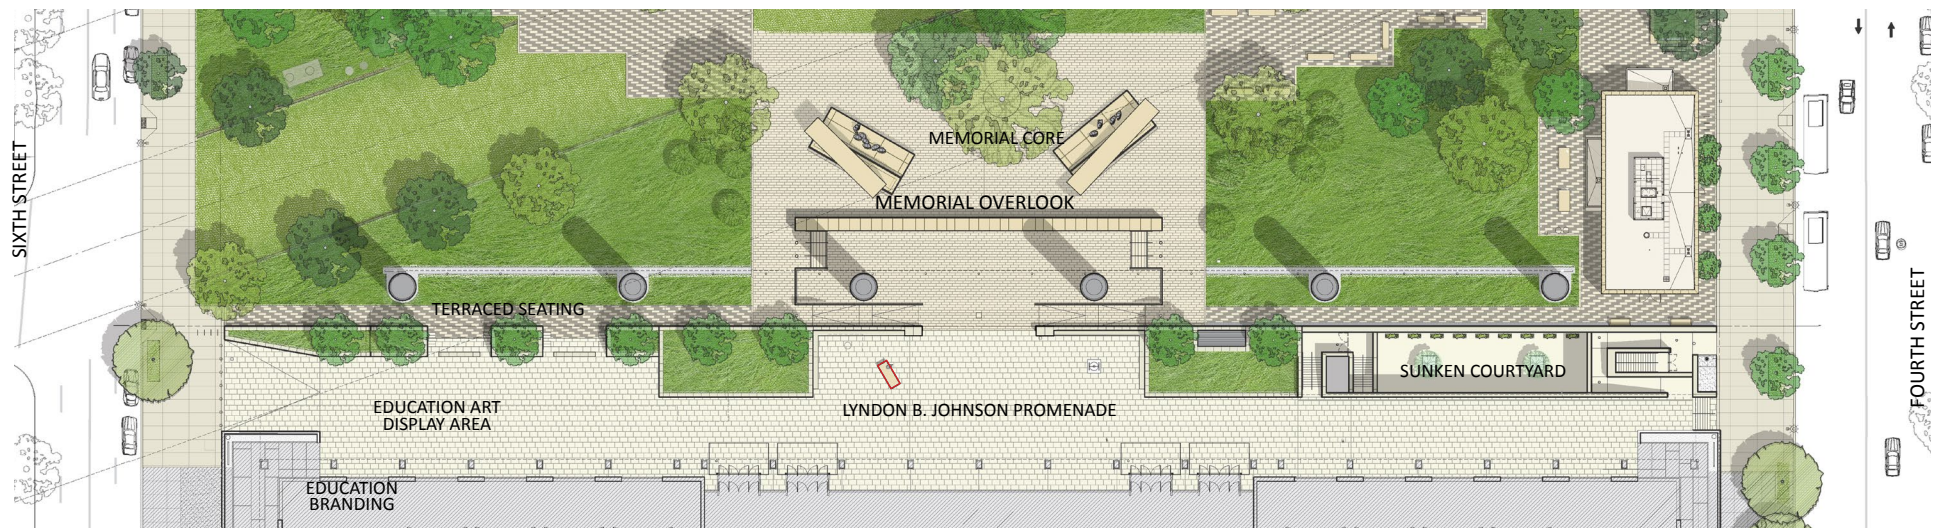 SIXTH STREET
MEMORIAL CORE
MEMORIAL OVERLOOK
TERRACED SEATING
SUNKEN COURTYARD
EDUCATION ART
DISPLAY AREA
LYNDON B. JOHNSON PROMENADE
EDUCATION
BRANDING
FOURTH STREET